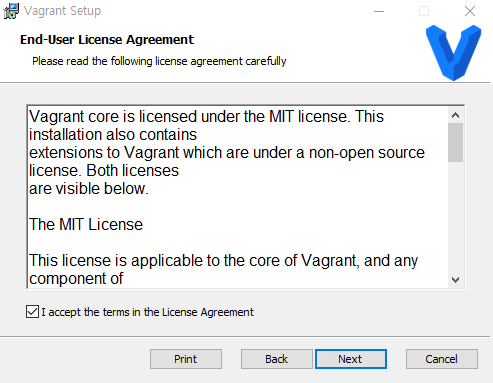 Vagrant Setup
End-User License Agreement
Please read the following license agreement carefully
Vagrant core is licensed under the MIT license. This
installation also contains
extensions to Vagrant which are under a non-open source
license. Both licenses
are visible below.
The MIT License
This license is applicable to the core of Vagrant, and any
component of
I accept the terms in the License Agreement
Print
Back
Next
Cancel